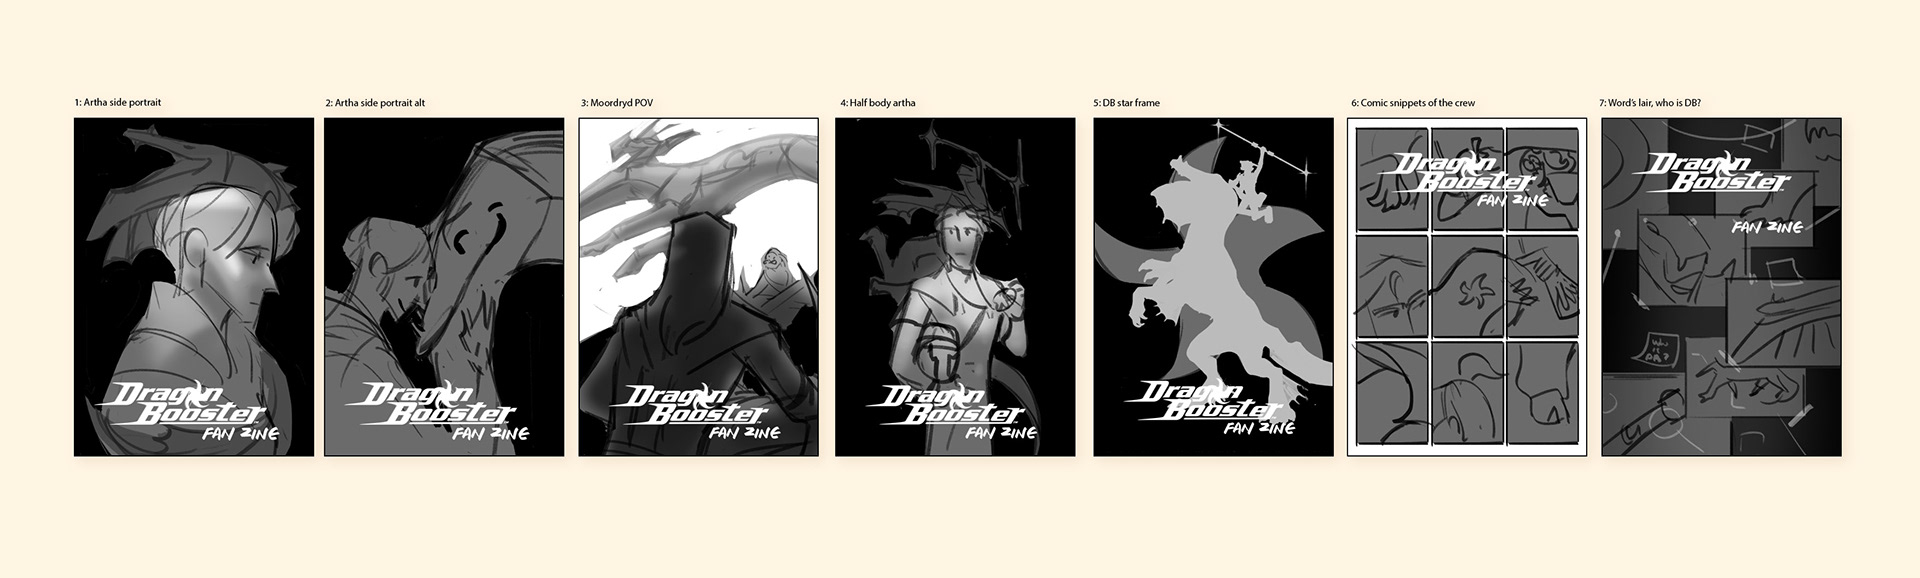 1: Artha side portrait
Dragon
Booster
FAN ZINE
2: Artha side portrait alt
Dragon
Booster
FAN ZINE
3: Moordryd POV
Dragon
Booster
FAN ZINE
4: Half body artha
Dragon
Booster
FAN ZINE
5: DB star frame
Dragon
Booster
FAN ZINE
6: Comic snippets of the crew
Dragon
Booster
FAN ZINE
7: Word's lair, who is DB?
Dragon
Booster
FAN ZINE
Who
is
DB?